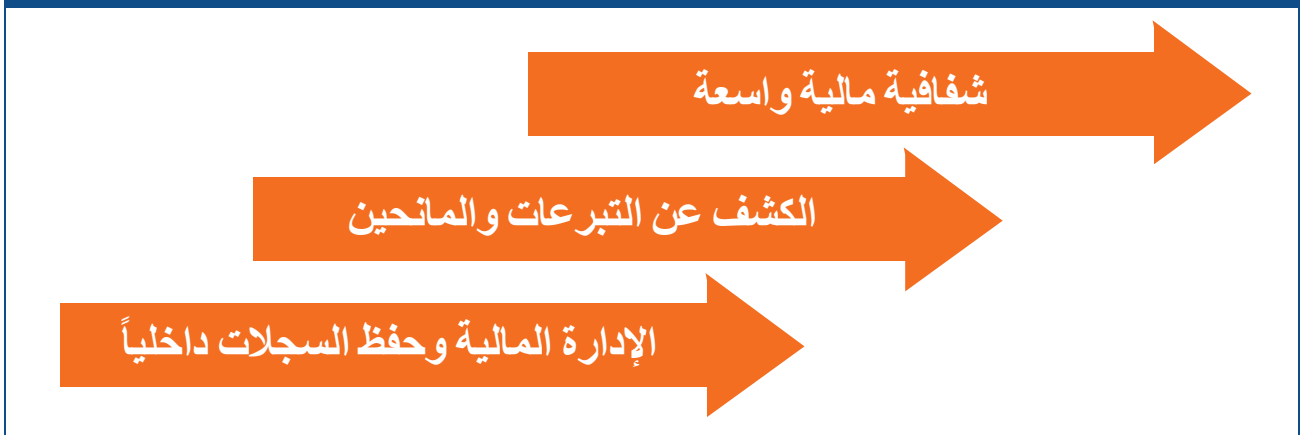 شفافية مالية واسعة
الكشف عن التبرعات والمانحين
الإدارة المالية وحفظ السجلات داخلياً